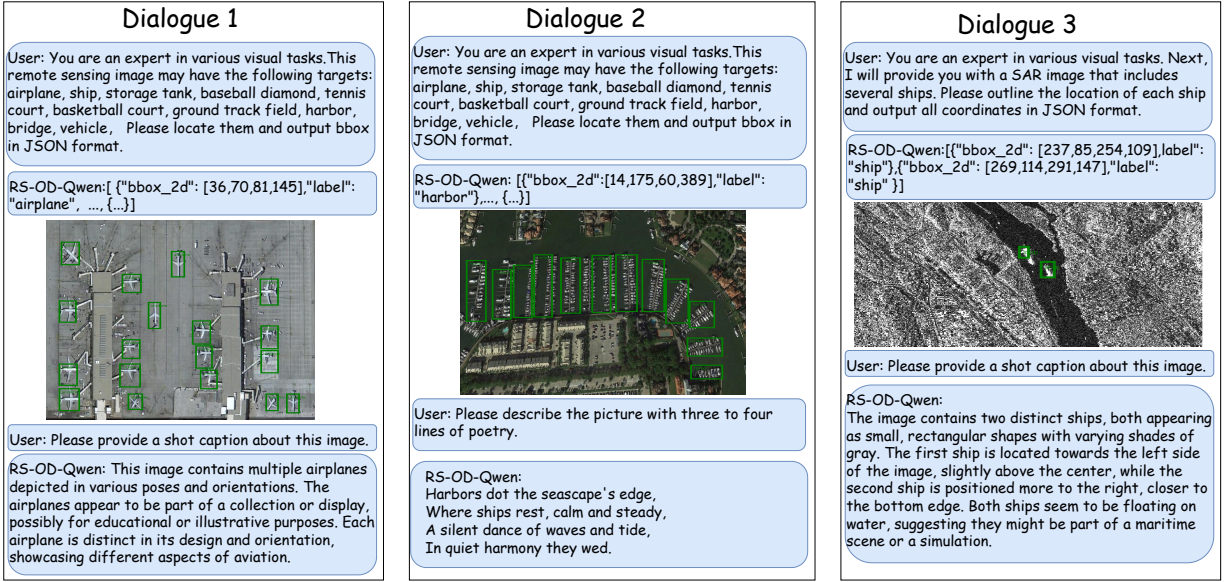 Dialogue 1
User: You are an expert in various visual tasks.This
remote sensing image may have the following targets:
airplane, ship, storage tank, baseball diamond, tennis
court, basketball court, ground track field, harbor,
bridge, vehicle,  Please locate them and output bbox
in JSON format.
RS-OD-Qwen:[ {"bbox_2d": [36,70,81,145],"label":
"airplane",  ..., {...}]
User: Please provide a shot caption about this image.
RS-OD-Qwen: This image contains multiple airplanes
depicted in various poses and orientations. The
airplanes appear to be part of a collection or display,
possibly for educational or illustrative purposes. Each
airplane is distinct in its design and orientation,
showcasing different aspects of aviation.
Dialogue 2
User: You are an expert in various visual tasks.This
remote sensing image may have the following targets:
airplane, ship, storage tank, baseball diamond, tennis
court, basketball court, ground track field, harbor,
bridge, vehicle,  Please locate them and output bbox in
JSON format.
RS-OD-Qwen: [{"bbox_2d":[14,175,60,389],"label":
"harbor"},..., {...}]
User: Please describe the picture with three to four
lines of poetry.
RS-OD-Qwen:
Harbors dot the seascape's edge,
Where ships rest, calm and steady,
A silent dance of waves and tide,
In quiet harmony they wed.
Dialogue 3
User: You are an expert in various visual tasks. Next,
I will provide you with a SAR image that includes
several ships. Please outline the location of each ship
and output all coordinates in JSON format.
RS-OD-Qwen:[{"bbox_2d": [237,85,254,109],label":
"ship"},{"bbox_2d": [269,114,291,147],"label":
"ship" }]
User: Please provide a shot caption about this image.
RS-OD-Qwen:
The image contains two distinct ships, both appearing
as small, rectangular shapes with varying shades of
gray. The first ship is located towards the left side
of the image, slightly above the center, while the
second ship is positioned more to the right, closer to
the bottom edge. Both ships seem to be floating on
water, suggesting they might be part of a maritime
scene or a simulation.